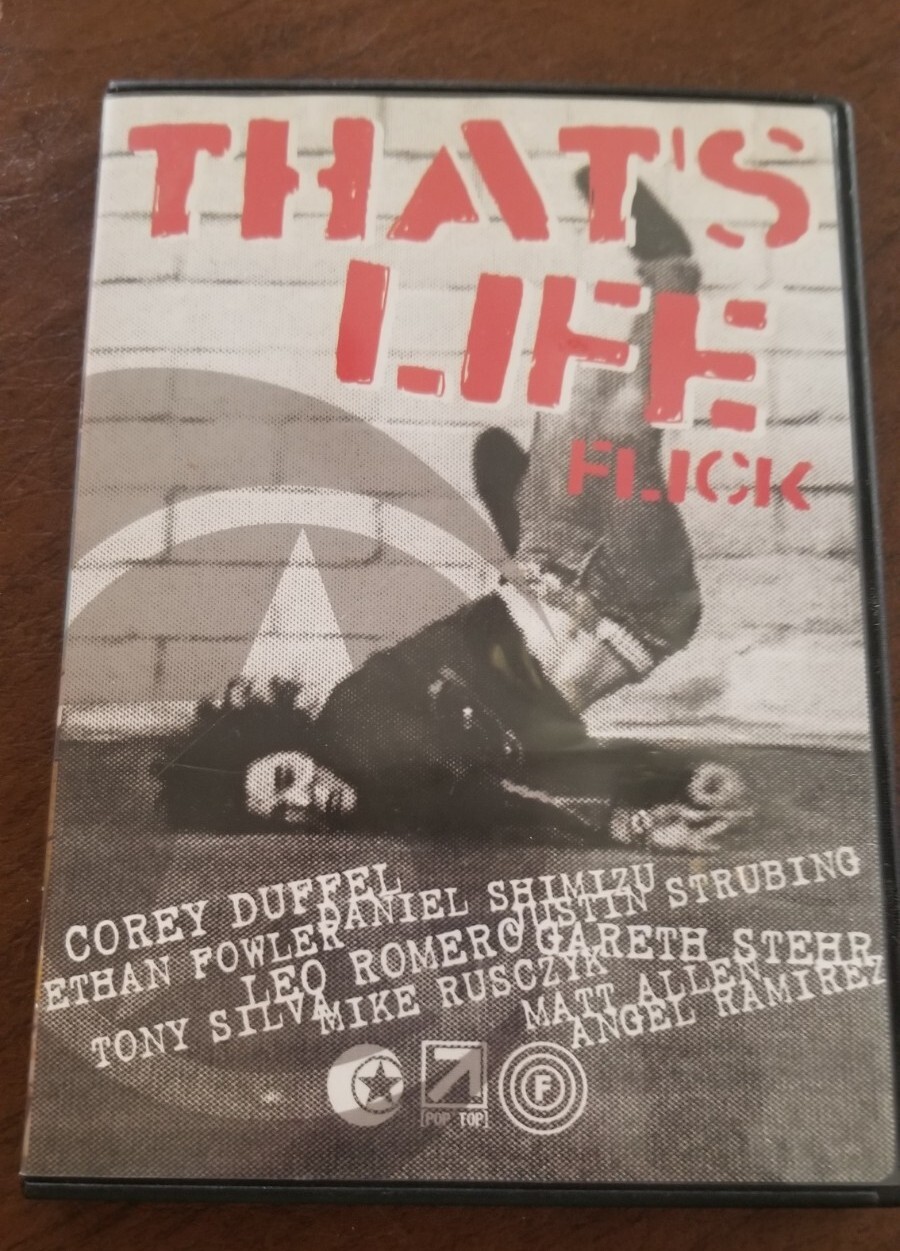 THAT'S
LIFE
FLICK
COREY DUFFEL
DANIEL SHIMIZU
JUSTIN STRUBING
ETHAN FOWLER
LEO ROMERO
GARETH STEHR
TONY SILVA
MIKE RUSCZYK
MATT ALLEN
ANGEL RAMIREZ
[POP TOP]
F